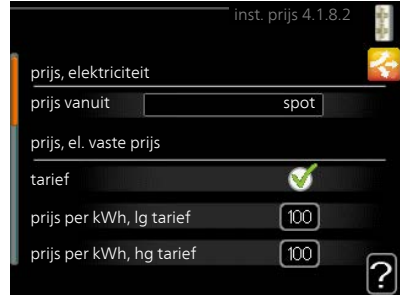 inst. prijs 4.1.8.2
prijs, elektriciteit
prijs vanuit spot
prijs, el. vaste prijs
tarief
prijs per kWh, lg tarief 100
prijs per kWh, hg tarief 100
?